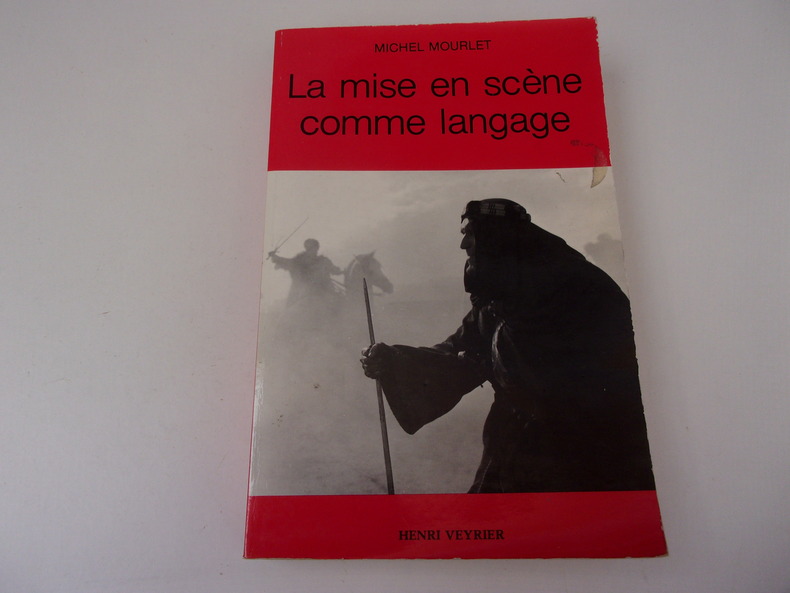 MICHEL MOURLET
La mise en scène
comme langage
HENRI VEYRIER